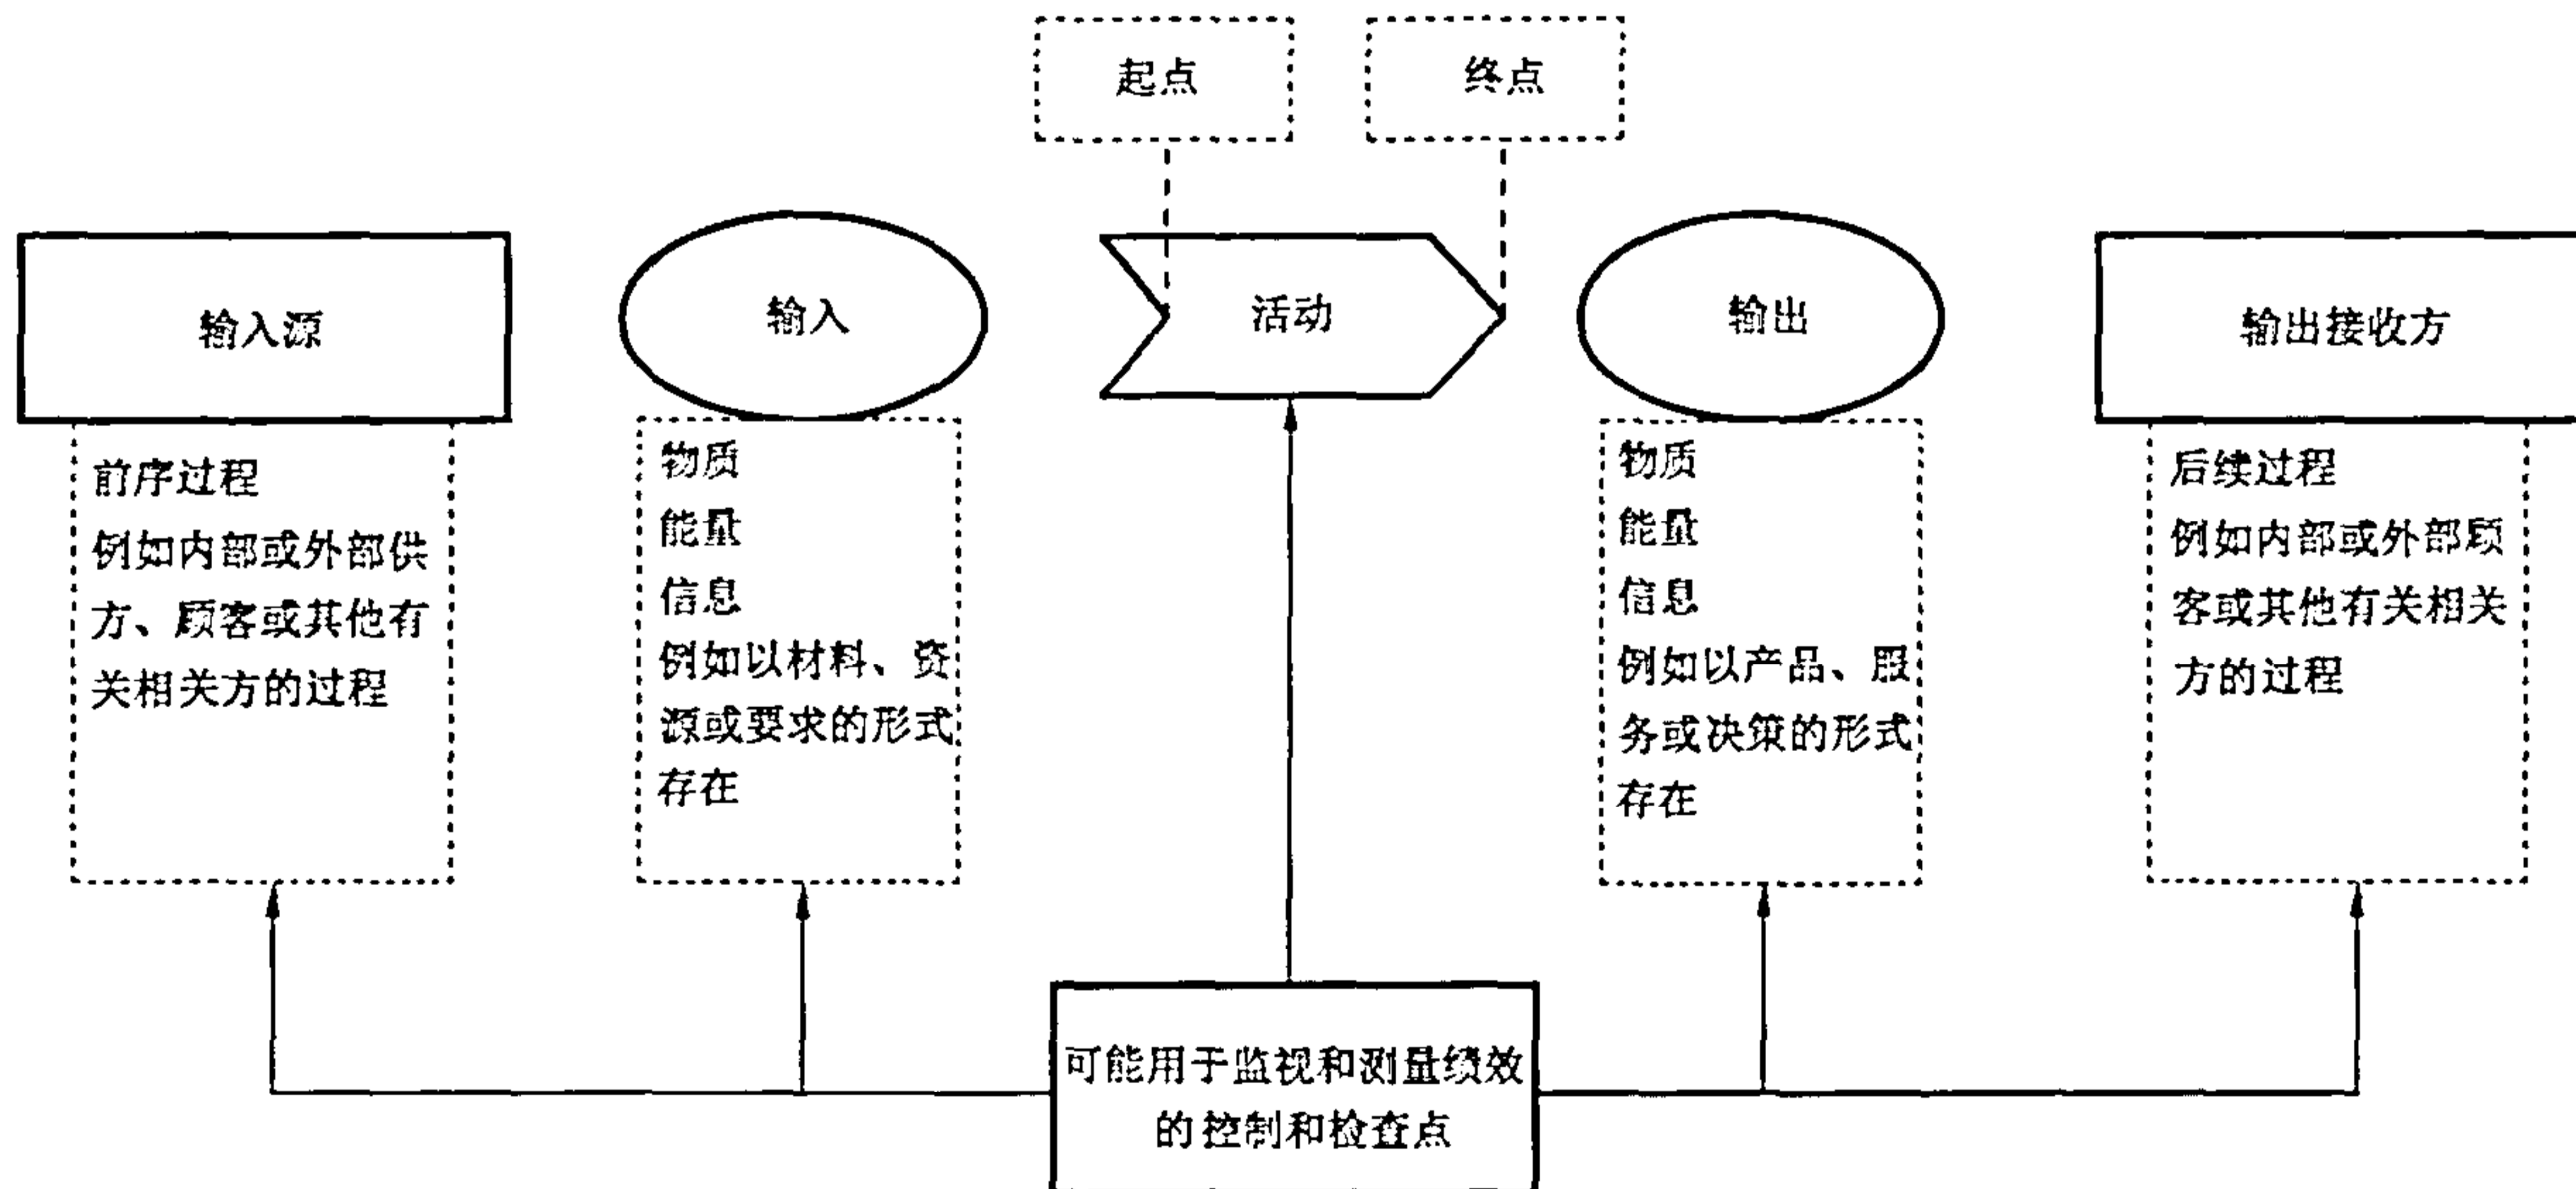 起点
终点
输入源
输入
活动
输出
输出接收方
前序过程
例如内部或外部供
方、顾客或其他有
关相关方的过程
物质
能量
信息
例如以材料、资
源或要求的形式
存在
物质
能量
信息
例如以产品、服
务或决策的形式
存在
后续过程
例如内部或外部顾
客或其他有关相关
方的过程
可能用于监视和测量绩效
的控制和检查点